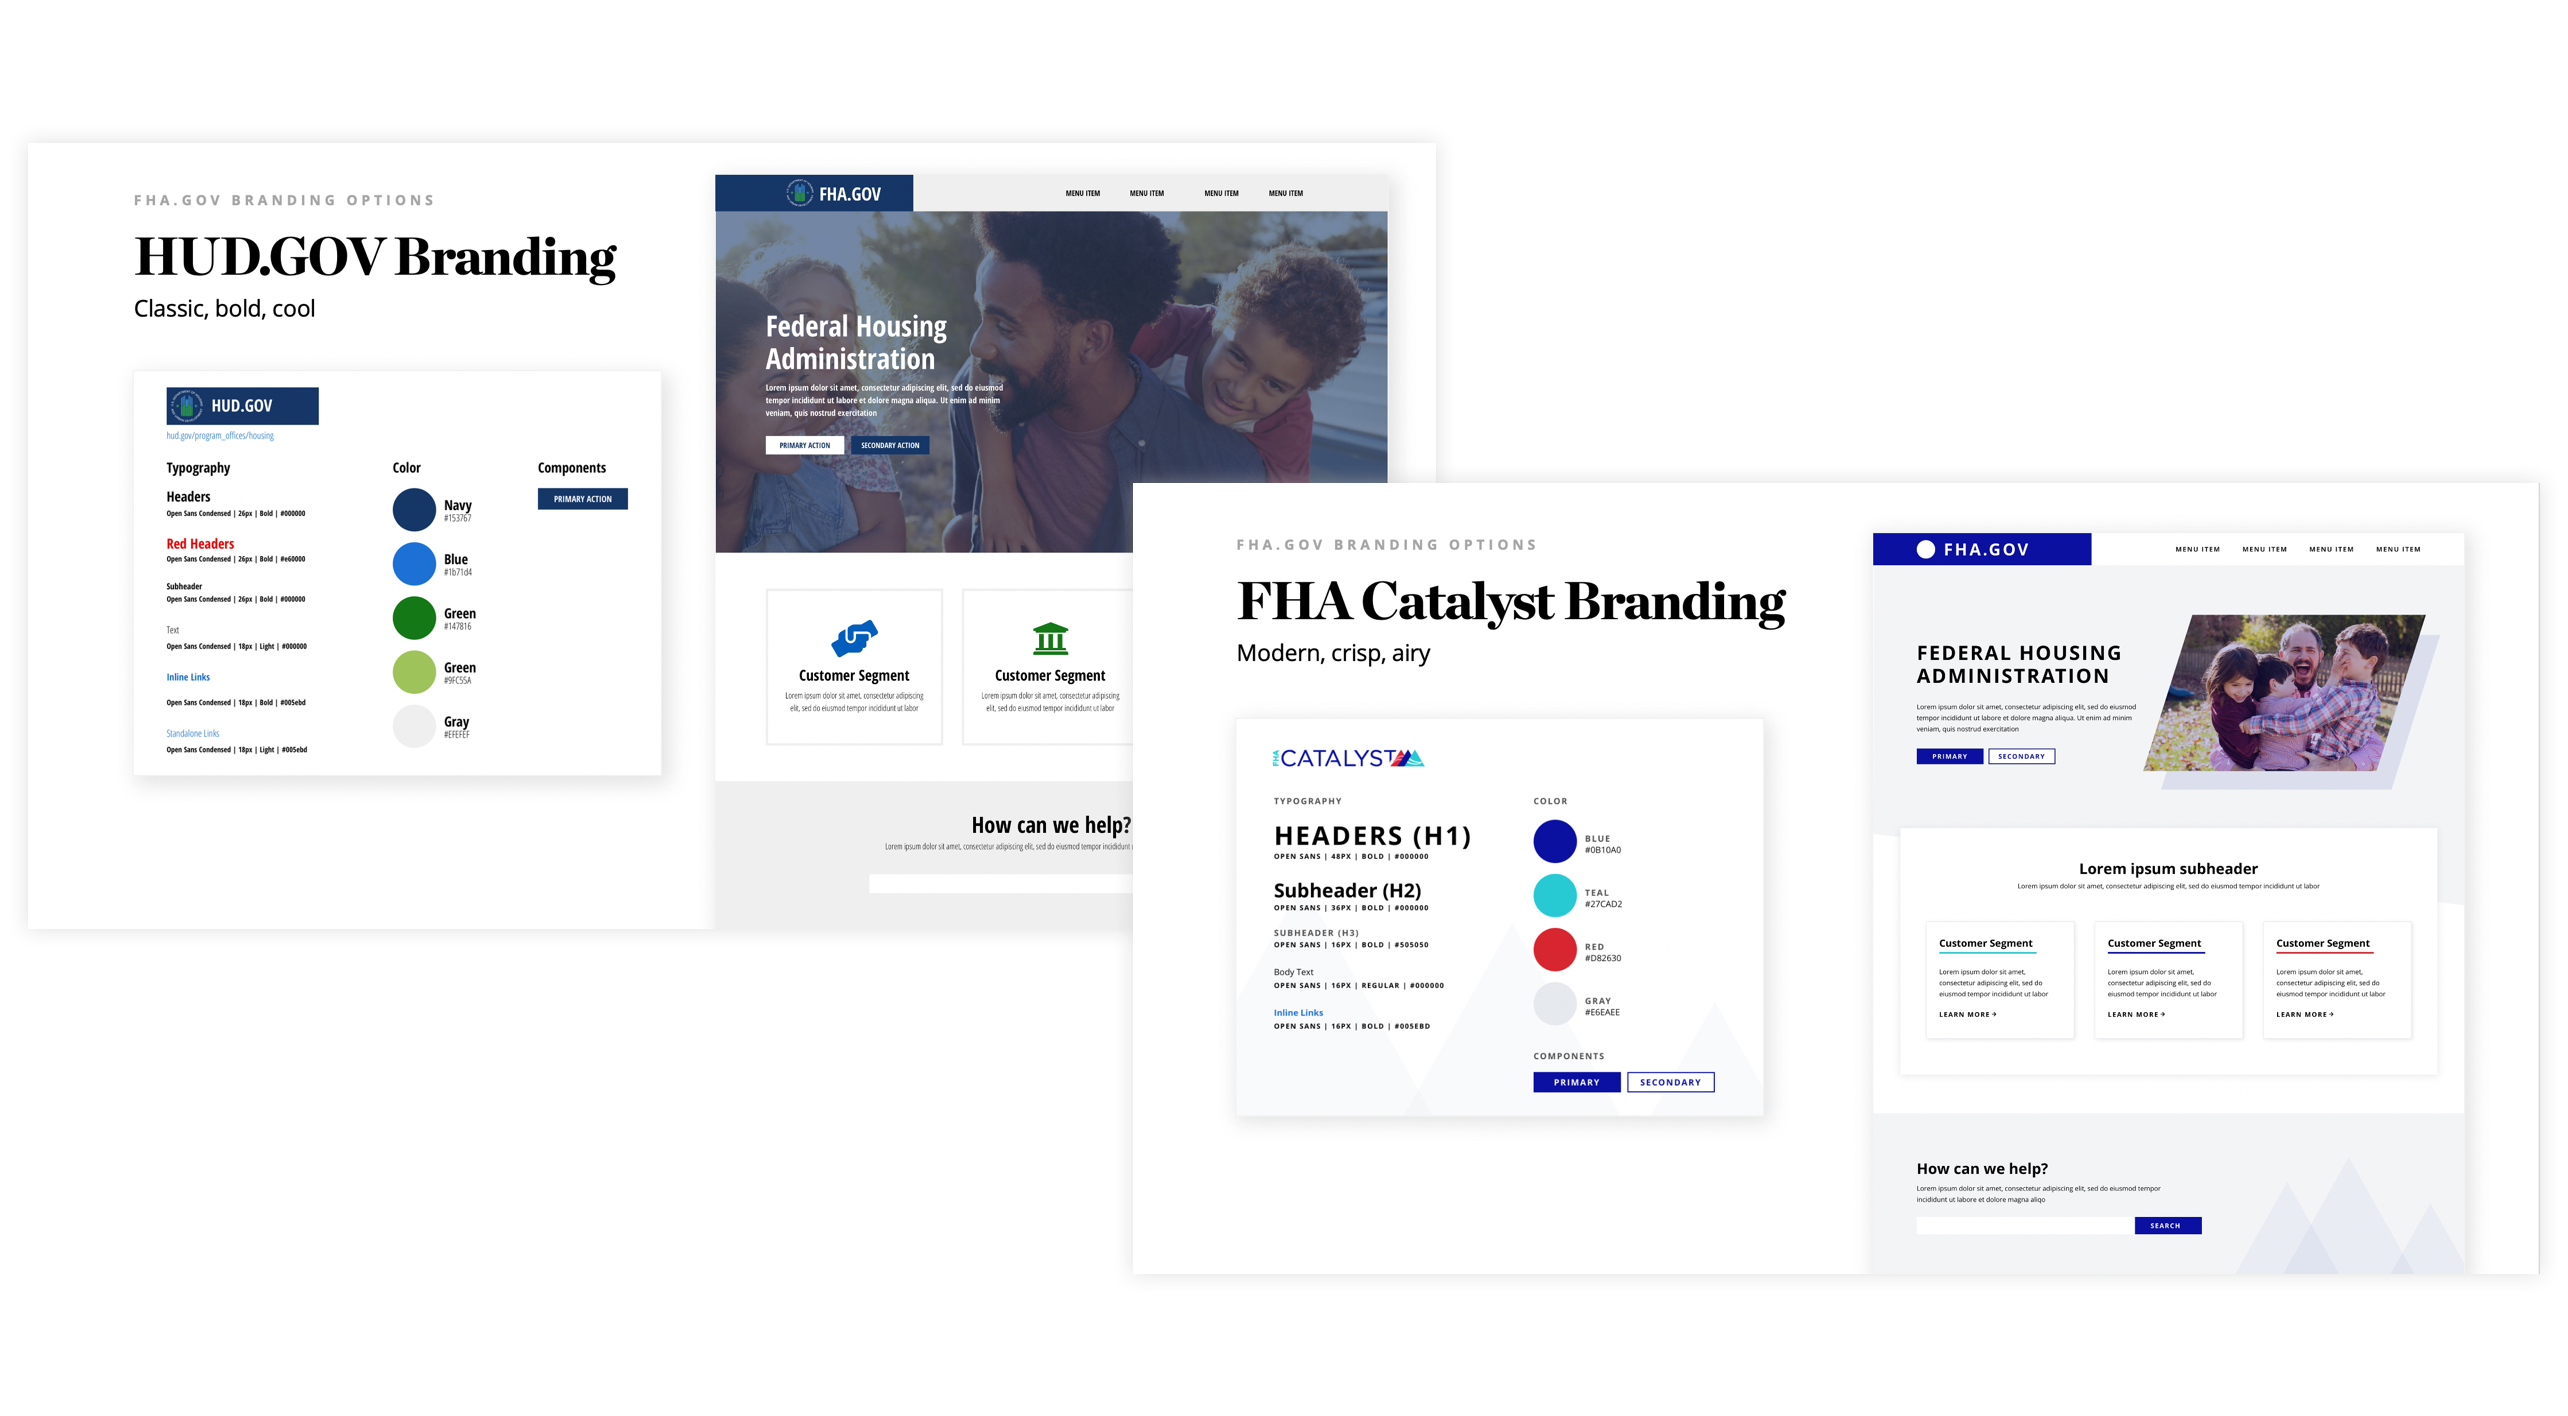 FHA.GOV BRANDING OPTIONS
HUD.GOV Branding
Classic, bold, cool
HUD.GOV
hud.gov/program_offices/housing
Typography
Headers
Open Sans Condensed | 26px | Bold | #000000
Red Headers
Open Sans Condensed | 26px | Bold | #e60000
Subheader
Open Sans Condensed | 26px | Bold | #000000
Text
Open Sans Condensed | 18px | Light | #000000
Inline Links
Open Sans Condensed | 18px | Bold | #005ebd
Standalone Links
Open Sans Condensed | 18px | Light | #005ebd
Color
Navy
#153767
Blue
#1b71d4
Green
#147816
Green
#9FC55A
Gray
#EFEFEF
Components
PRIMARY ACTION
FHA.GOV
MENU ITEM
MENU ITEM
MENU ITEM
MENU ITEM
Federal Housing
Administration
Lorem ipsum dolor sit amet, consectetur adipiscing elit, sed do eiusmod
tempor incididunt ut labore et dolore magna aliqua. Ut enim ad minim
veniam, quis nostrud exercitation
PRIMARY ACTION
SECONDARY ACTION
Customer Segment
Lorem ipsum dolor sit amet, consectetur adipiscing
elit, sed do eiusmod tempor incididunt ut labor
Customer Segment
Lorem ipsum dolor sit amet, consectetur adipiscing
elit, sed do eiusmod tempor incididunt ut labor
How can we help?
Lorem ipsum dolor sit amet, consectetur adipiscing elit, sed do eiusmod tempor incididunt
FHA.GOV BRANDING OPTIONS
FHA Catalyst Branding
Modern, crisp, airy
FHA CATALYST
TYPOGRAPHY
HEADERS (H1)
OPEN SANS | 48PX | BOLD | #000000
Subheader (H2)
OPEN SANS | 36PX | BOLD | #000000
SUBHEADER (H3)
OPEN SANS | 16PX | BOLD | #505050
Body Text
OPEN SANS | 16PX | REGULAR | #000000
Inline Links
OPEN SANS | 16PX | BOLD | #005EBD
COLOR
BLUE
#0B10A0
TEAL
#27CAD2
RED
#D82630
GRAY
#E6EAEE
COMPONENTS
PRIMARY
SECONDARY
FHA.GOV
MENU ITEM
MENU ITEM
MENU ITEM
MENU ITEM
FEDERAL HOUSING
ADMINISTRATION
Lorem ipsum dolor sit amet, consectetur adipiscing elit, sed do eiusmod
tempor incididunt ut labore et dolore magna aliqua. Ut enim ad minim
veniam, quis nostrud exercitation
PRIMARY
SECONDARY
Lorem ipsum subheader
Lorem ipsum dolor sit amet, consectetur adipiscing elit, sed do eiusmod tempor incididunt ut labor
Customer Segment
Lorem ipsum dolor sit amet,
consectetur adipiscing elit, sed do
eiusmod tempor incididunt ut labor
LEARN MORE →
Customer Segment
Lorem ipsum dolor sit amet,
consectetur adipiscing elit, sed do
eiusmod tempor incididunt ut labor
LEARN MORE →
Customer Segment
Lorem ipsum dolor sit amet,
consectetur adipiscing elit, sed do
eiusmod tempor incididunt ut labor
LEARN MORE →
How can we help?
Lorem ipsum dolor sit amet, consectetur adipiscing elit, sed do eiusmod tempor
incididunt ut labore et dolore magna aliqo
SEARCH